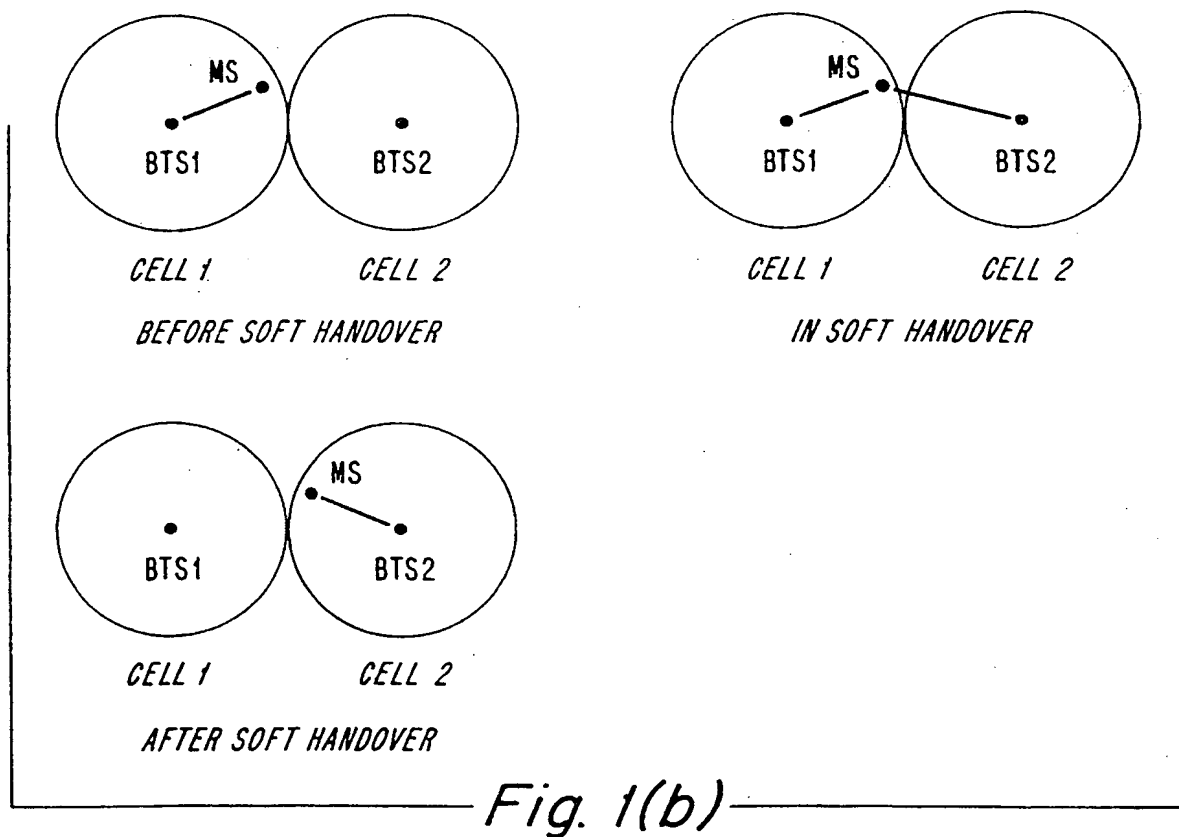 MS
BTS1
BTS2
CELL 1
CELL 2
BEFORE SOFT HANDOVER
MS
BTS1
BTS2
CELL 1
CELL 2
IN SOFT HANDOVER
MS
BTS1
BTS2
CELL 1
CELL 2
AFTER SOFT HANDOVER
Fig. 1(b)